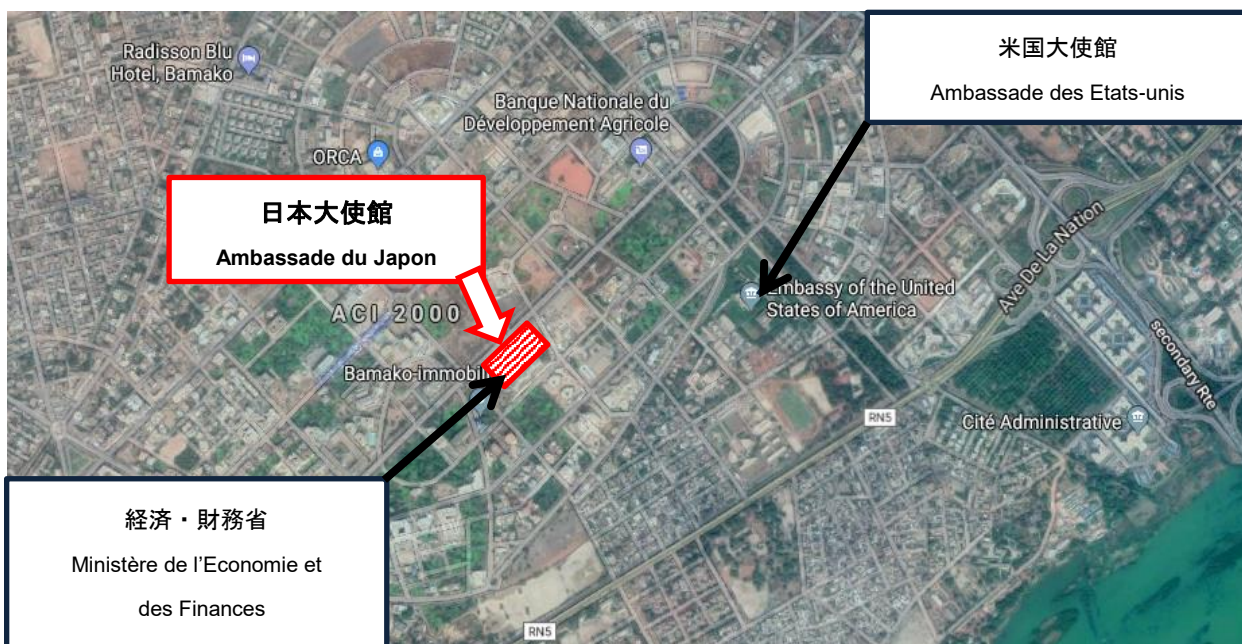 米国大使館
Ambassade des Etats-unis
Radisson Blu
Hotel, Bamako
Banque Nationale du
Développement Agricole
ORCA
日本大使館
Ambassade du Japon
Ave De La Nation
Embassy of the United
States of America
ACI 2000
secondary Rte
Bamako-immobili
RN5
Cité Administrative
経済・財務省
Ministère de l’Economie et
des Finances
RN5